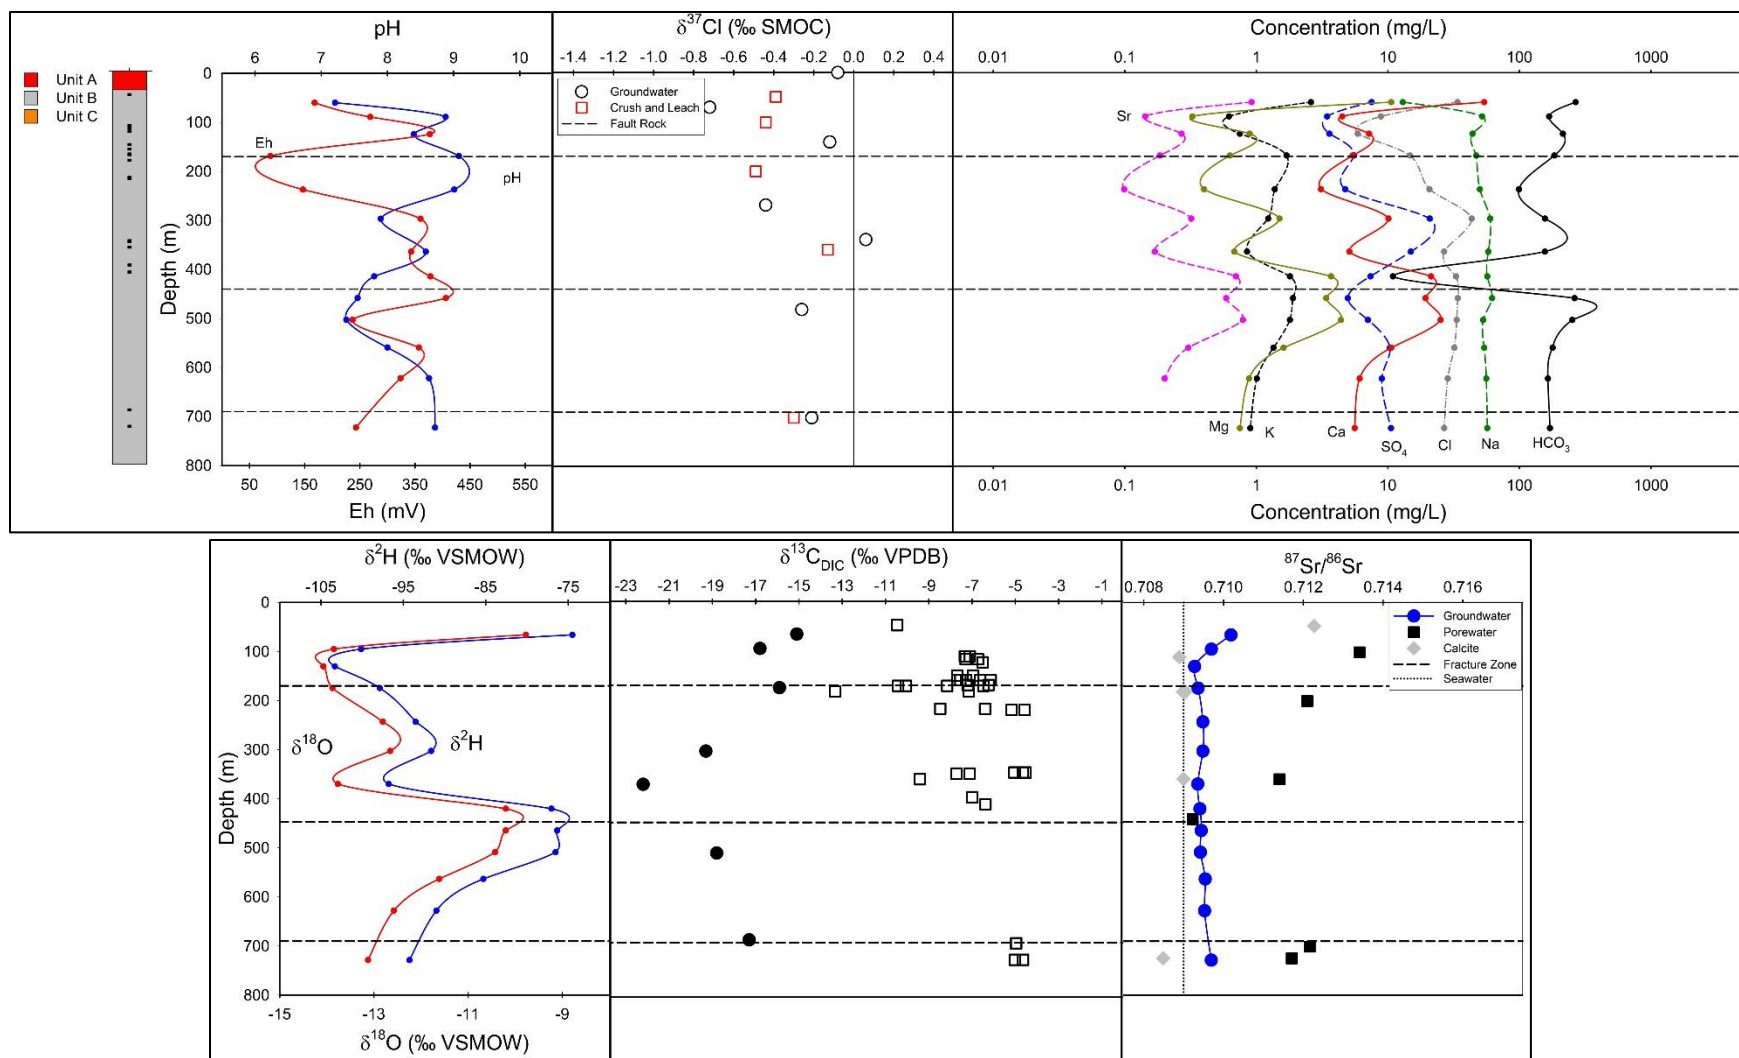 pH
δ³⁷Cl (‰ SMOC)
Concentration (mg/L)
6 7 8 9 10
-1.4 -1.2 -1.0 -0.8 -0.6 -0.4 -0.2 0.0 0.2 0.4
0.01 0.1 1 10 100 1000
Unit A
Unit B
Unit C
Depth (m)
0
100
200
300
400
500
600
700
800
Eh
pH
Groundwater
Crush and Leach
Fault Rock
Sr
Mg
K
Ca
SO₄
Cl
Na
HCO₃
50 150 250 350 450 550
Eh (mV)
0.01 0.1 1 10 100 1000
Concentration (mg/L)
δ²H (‰ VSMOW)
δ¹³C_DIC (‰ VPDB)
⁸⁷Sr/⁸⁶Sr
-105 -95 -85 -75
-23 -21 -19 -17 -15 -13 -11 -9 -7 -5 -3 -1
0.708 0.710 0.712 0.714 0.716
Depth (m)
0
100
200
300
400
500
600
700
800
δ¹⁸O
δ²H
Groundwater
Porewater
Calcite
Fracture Zone
Seawater
-15 -13 -11 -9
δ¹⁸O (‰ VSMOW)